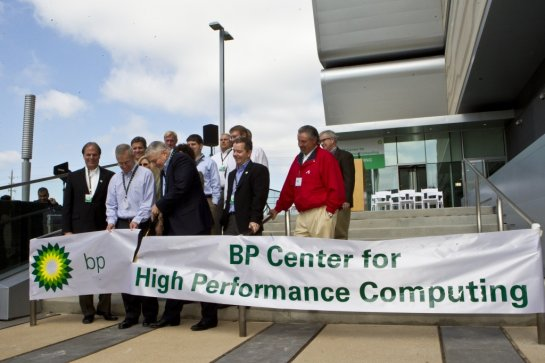 bp
BP Center for
High Performance Computing